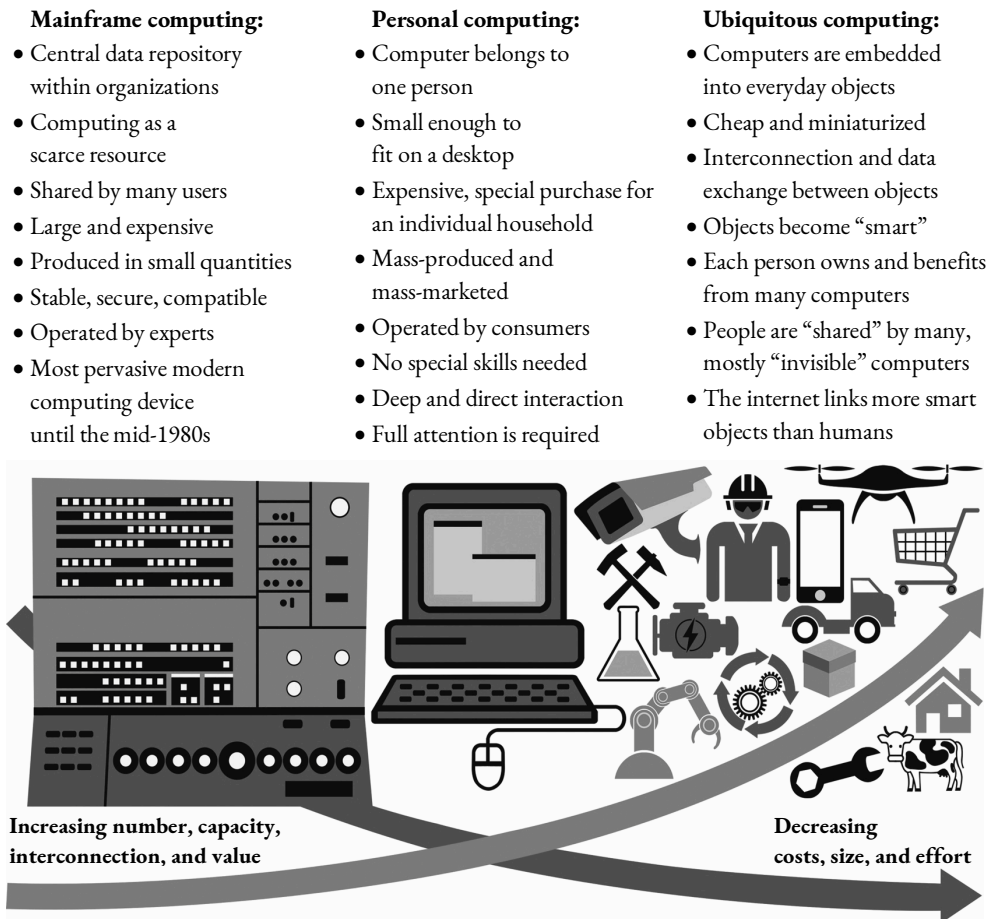 Mainframe computing:
• Central data repository
within organizations
• Computing as a
scarce resource
• Shared by many users
• Large and expensive
• Produced in small quantities
• Stable, secure, compatible
• Operated by experts
• Most pervasive modern
computing device
until the mid-1980s
Personal computing:
• Computer belongs to
one person
• Small enough to
fit on a desktop
• Expensive, special purchase for
an individual household
• Mass-produced and
mass-marketed
• Operated by consumers
• No special skills needed
• Deep and direct interaction
• Full attention is required
Ubiquitous computing:
• Computers are embedded
into everyday objects
• Cheap and miniaturized
• Interconnection and data
exchange between objects
• Objects become “smart”
• Each person owns and benefits
from many computers
• People are “shared” by many,
mostly “invisible” computers
• The internet links more smart
objects than humans
Increasing number, capacity,
interconnection, and value
Decreasing
costs, size, and effort